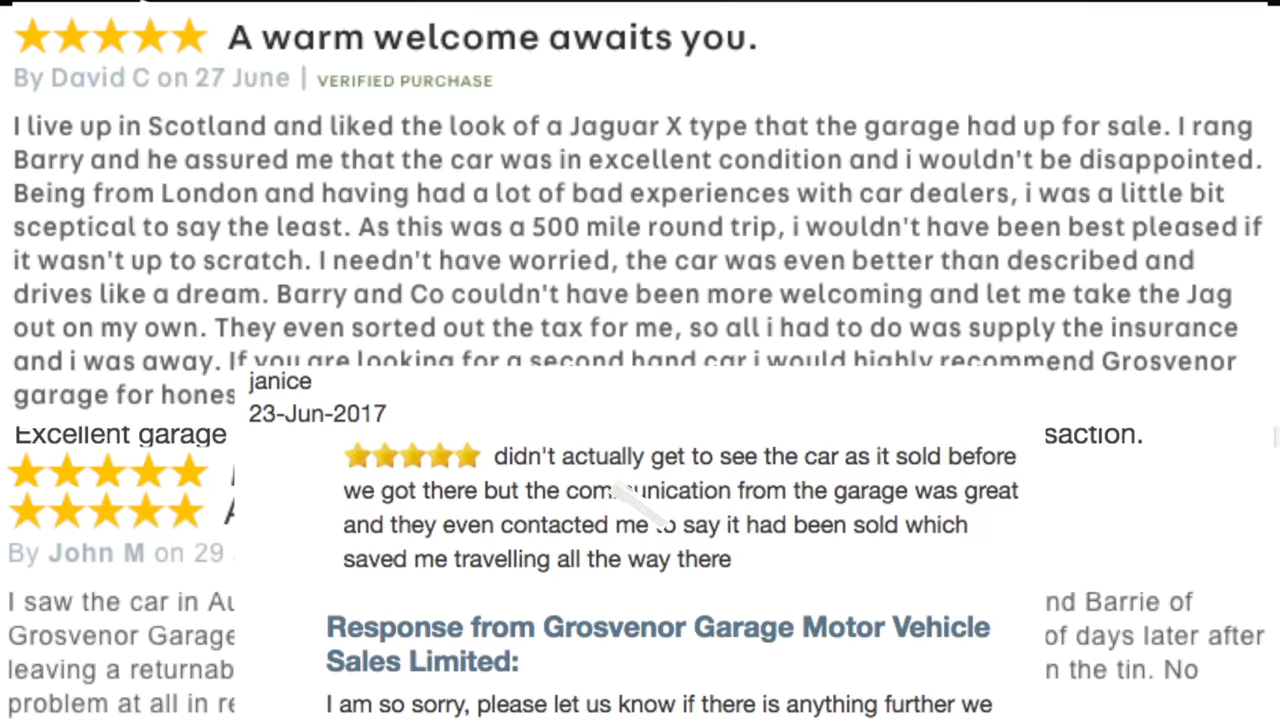 A warm welcome awaits you.
By David C on 27 June | VERIFIED PURCHASE
I live up in Scotland and liked the look of a Jaguar X type that the garage had up for sale. I rang
Barry and he assured me that the car was in excellent condition and i wouldn't be disappointed.
Being from London and having had a lot of bad experiences with car dealers, i was a little bit
sceptical to say the least. As this was a 500 mile round trip, i wouldn't have been best pleased if
it wasn't up to scratch. I needn't have worried, the car was even better than described and
drives like a dream. Barry and Co couldn't have been more welcoming and let me take the Jag
out on my own. They even sorted out the tax for me, so all i had to do was supply the insurance
and i was away. If you are looking for a second hand car i would highly recommend Grosvenor
garage for
janice
23-Jun-2017
Excellent garage
didn't actually get to see the car as it sold before
we got there but the communication from the garage was great
and they even contacted me to say it had been sold which
saved me travelling all the way there
By John M on 29
I saw the car in
nd Barrie of
Grosvenor Garage
of days later after
leaving a
n the tin. No
problem at all in
Response from Grosvenor Garage Motor Vehicle
Sales Limited:
I am so sorry, please let us know if there is anything further we